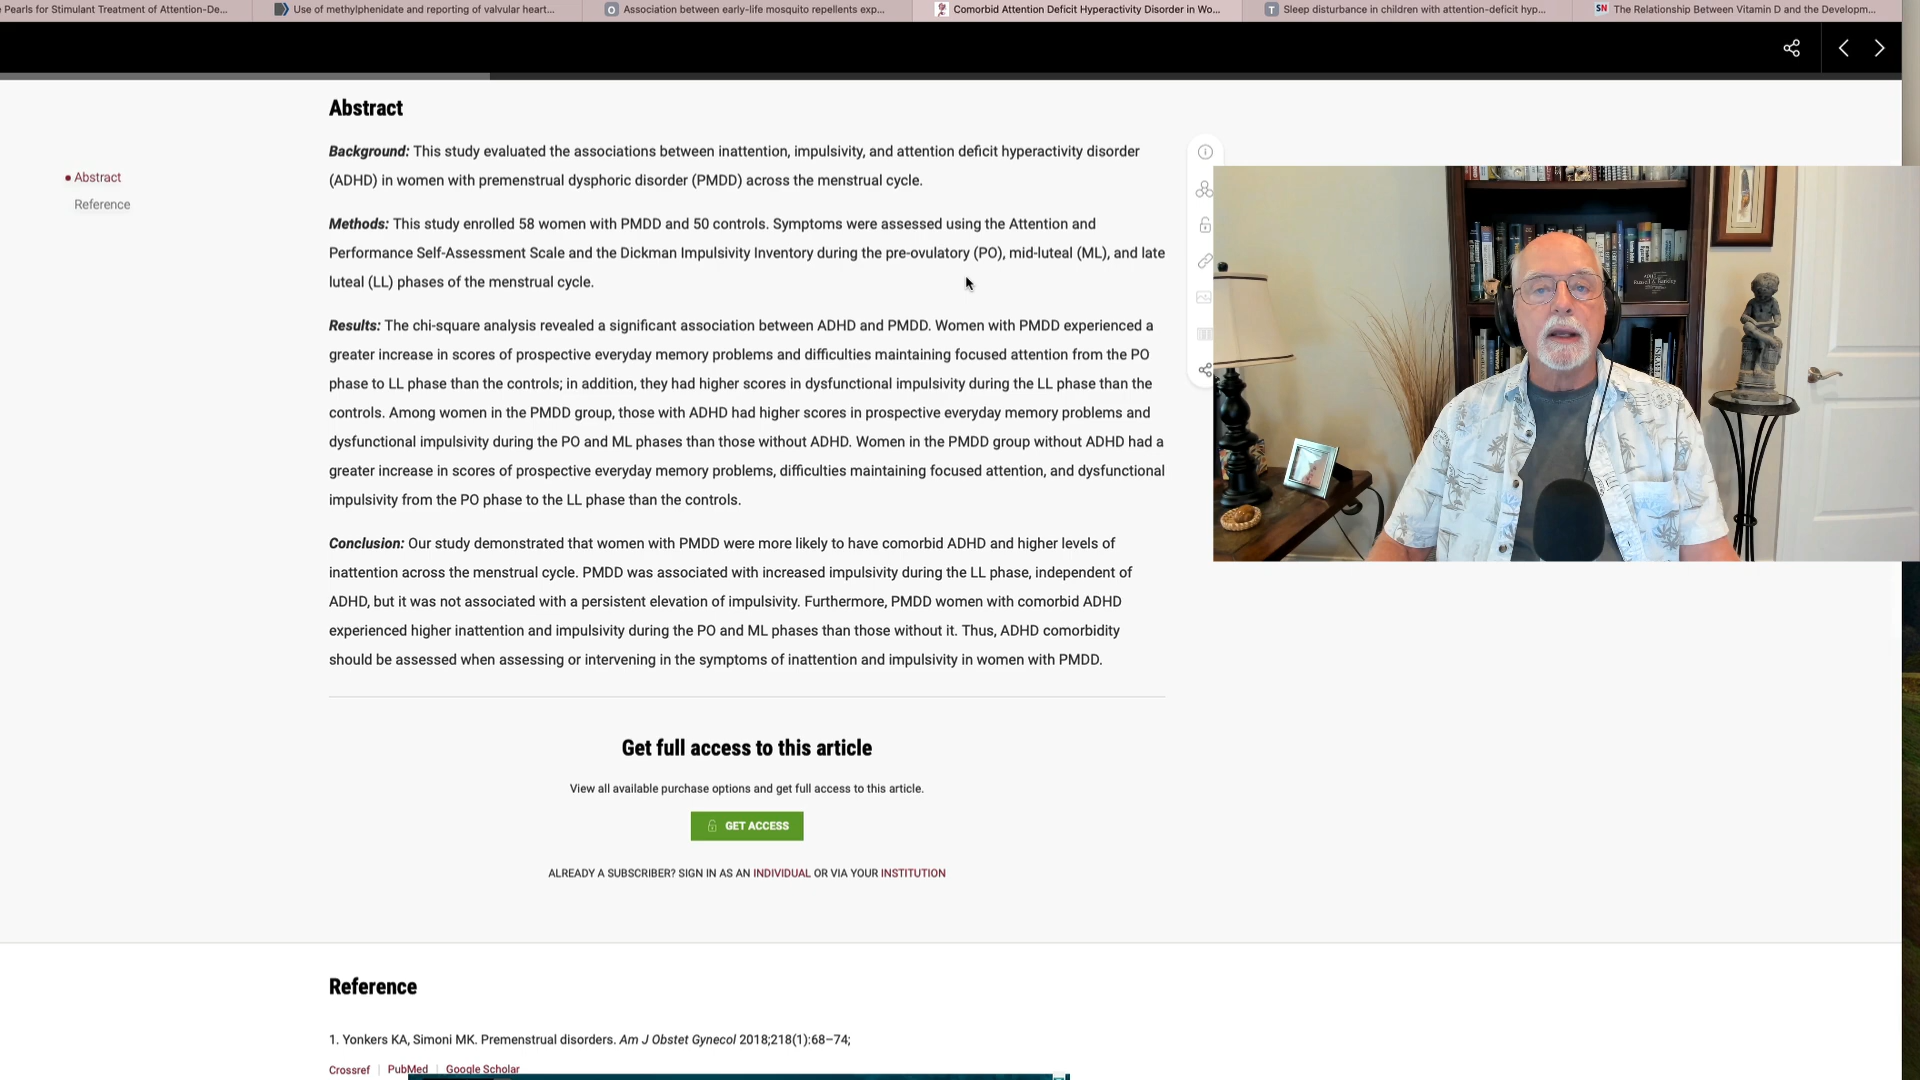 Pearls for Stimulant Treatment of Attention-De...
Use of methylphenidate and reporting of valvular heart...
Association between early-life mosquito repellents exp...
Comorbid Attention Deficit Hyperactivity Disorder in Wo...
Sleep disturbance in children with attention-deficit hyp...
SN The Relationship Between Vitamin D and the Developm...
Abstract
Reference
Abstract
Background: This study evaluated the associations between inattention, impulsivity, and attention deficit hyperactivity disorder
(ADHD) in women with premenstrual dysphoric disorder (PMDD) across the menstrual cycle.
Methods: This study enrolled 58 women with PMDD and 50 controls. Symptoms were assessed using the Attention and
Performance Self-Assessment Scale and the Dickman Impulsivity Inventory during the pre-ovulatory (PO), mid-luteal (ML), and late
luteal (LL) phases of the menstrual cycle.
Results: The chi-square analysis revealed a significant association between ADHD and PMDD. Women with PMDD experienced a
greater increase in scores of prospective everyday memory problems and difficulties maintaining focused attention from the PO
phase to LL phase than the controls; in addition, they had higher scores in dysfunctional impulsivity during the LL phase than the
controls. Among women in the PMDD group, those with ADHD had higher scores in prospective everyday memory problems and
dysfunctional impulsivity during the PO and ML phases than those without ADHD. Women in the PMDD group without ADHD had a
greater increase in scores of prospective everyday memory problems, difficulties maintaining focused attention, and dysfunctional
impulsivity from the PO phase to the LL phase than the controls.
Conclusion: Our study demonstrated that women with PMDD were more likely to have comorbid ADHD and higher levels of
inattention across the menstrual cycle. PMDD was associated with increased impulsivity during the LL phase, independent of
ADHD, but it was not associated with a persistent elevation of impulsivity. Furthermore, PMDD women with comorbid ADHD
experienced higher inattention and impulsivity during the PO and ML phases than those without it. Thus, ADHD comorbidity
should be assessed when assessing or intervening in the symptoms of inattention and impulsivity in women with PMDD.
Get full access to this article
View all available purchase options and get full access to this article.
GET ACCESS
ALREADY A SUBSCRIBER? SIGN IN AS AN INDIVIDUAL OR VIA YOUR INSTITUTION
Reference
1. Yonkers KA, Simoni MK. Premenstrual disorders. Am J Obstet Gynecol 2018;218(1):68–74;
Crossref | PubMed | Google Scholar